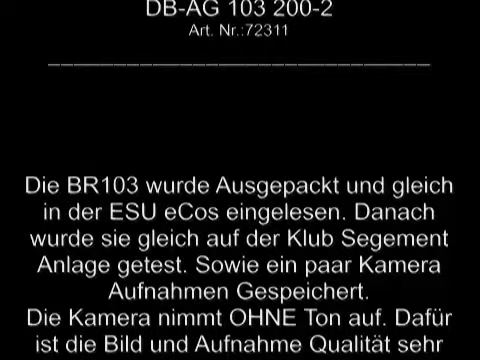 DB-AG 103 200-2
Art. Nr.:72311
_______________________________
Die BR103 wurde Ausgepackt und gleich
in der ESU eCos eingelesen. Danach
wurde sie gleich auf der Klub Segement
Anlage getest. Sowie ein paar Kamera
Aufnahmen Gespeichert.
Die Kamera nimmt OHNE Ton auf. Dafür
ist die Bild und Aufnahme Qualität sehr